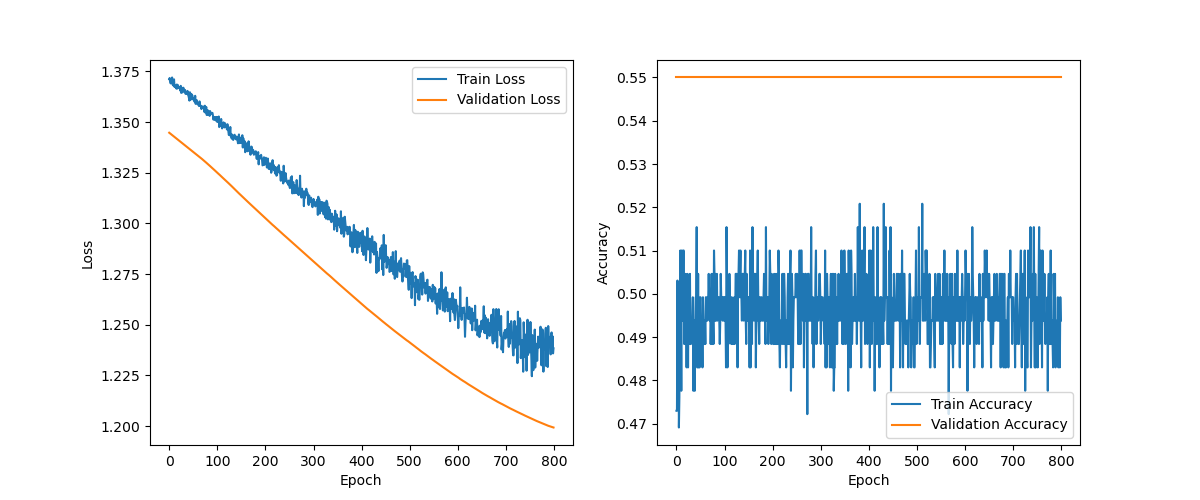 1.375
1.350
1.325
1.300
1.275
1.250
1.225
1.200
Loss
0 100 200 300 400 500 600 700 800
Epoch
Train Loss
Validation Loss
0.55
0.54
0.53
0.52
0.51
0.50
0.49
0.48
0.47
Accuracy
0 100 200 300 400 500 600 700 800
Epoch
Train Accuracy
Validation Accuracy